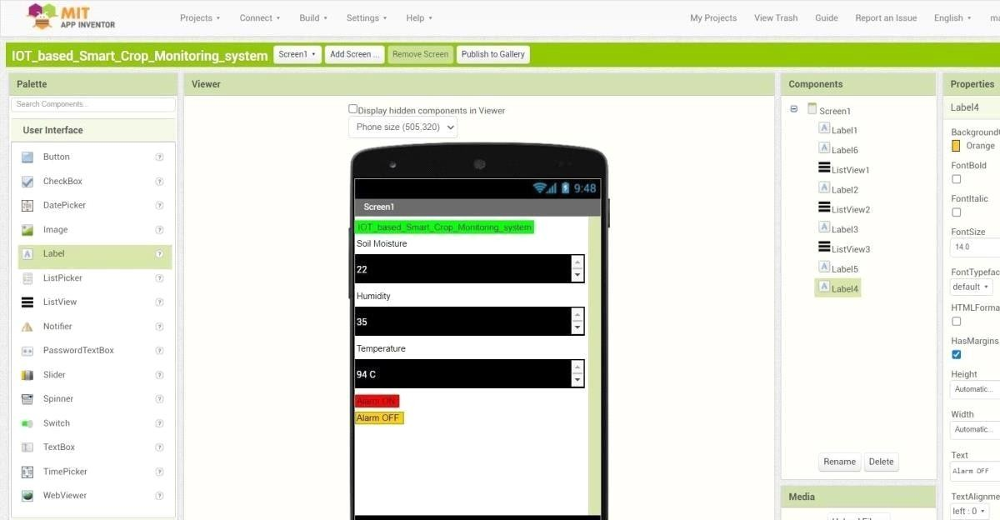 MIT
APP INVENTOR
Projects Connect Build Settings Help My Projects View Trash Guide Report an Issue English
IOT_based_Smart_Crop_Monitoring_system Screen1 Add Screen ... Remove Screen Publish to Gallery
Palette
Search Components...
User Interface
Button
CheckBox
DatePicker
Image
Label
ListPicker
ListView
Notifier
PasswordTextBox
Slider
Spinner
Switch
TextBox
TimePicker
WebViewer
Viewer
Display hidden components in Viewer
Phone size (505,320)
9:48
Screen1
IOT_based_Smart_Crop_Monitoring_system
Soil Moisture
22
Humidity
35
Temperature
94 C
Alarm ON
Alarm OFF
Components
Screen1
Label1
Label6
ListView1
Label2
ListView2
Label3
ListView3
Label5
Label4
Rename Delete
Media
Properties
Label4
Orange
FontBold
FontItalic
FontSize
14.0
FontTypefac
default
HTMLForma
HasMargins
Height
Automatic...
Width
Automatic...
Text
Alarm OFF
TextAlignme
left : 0